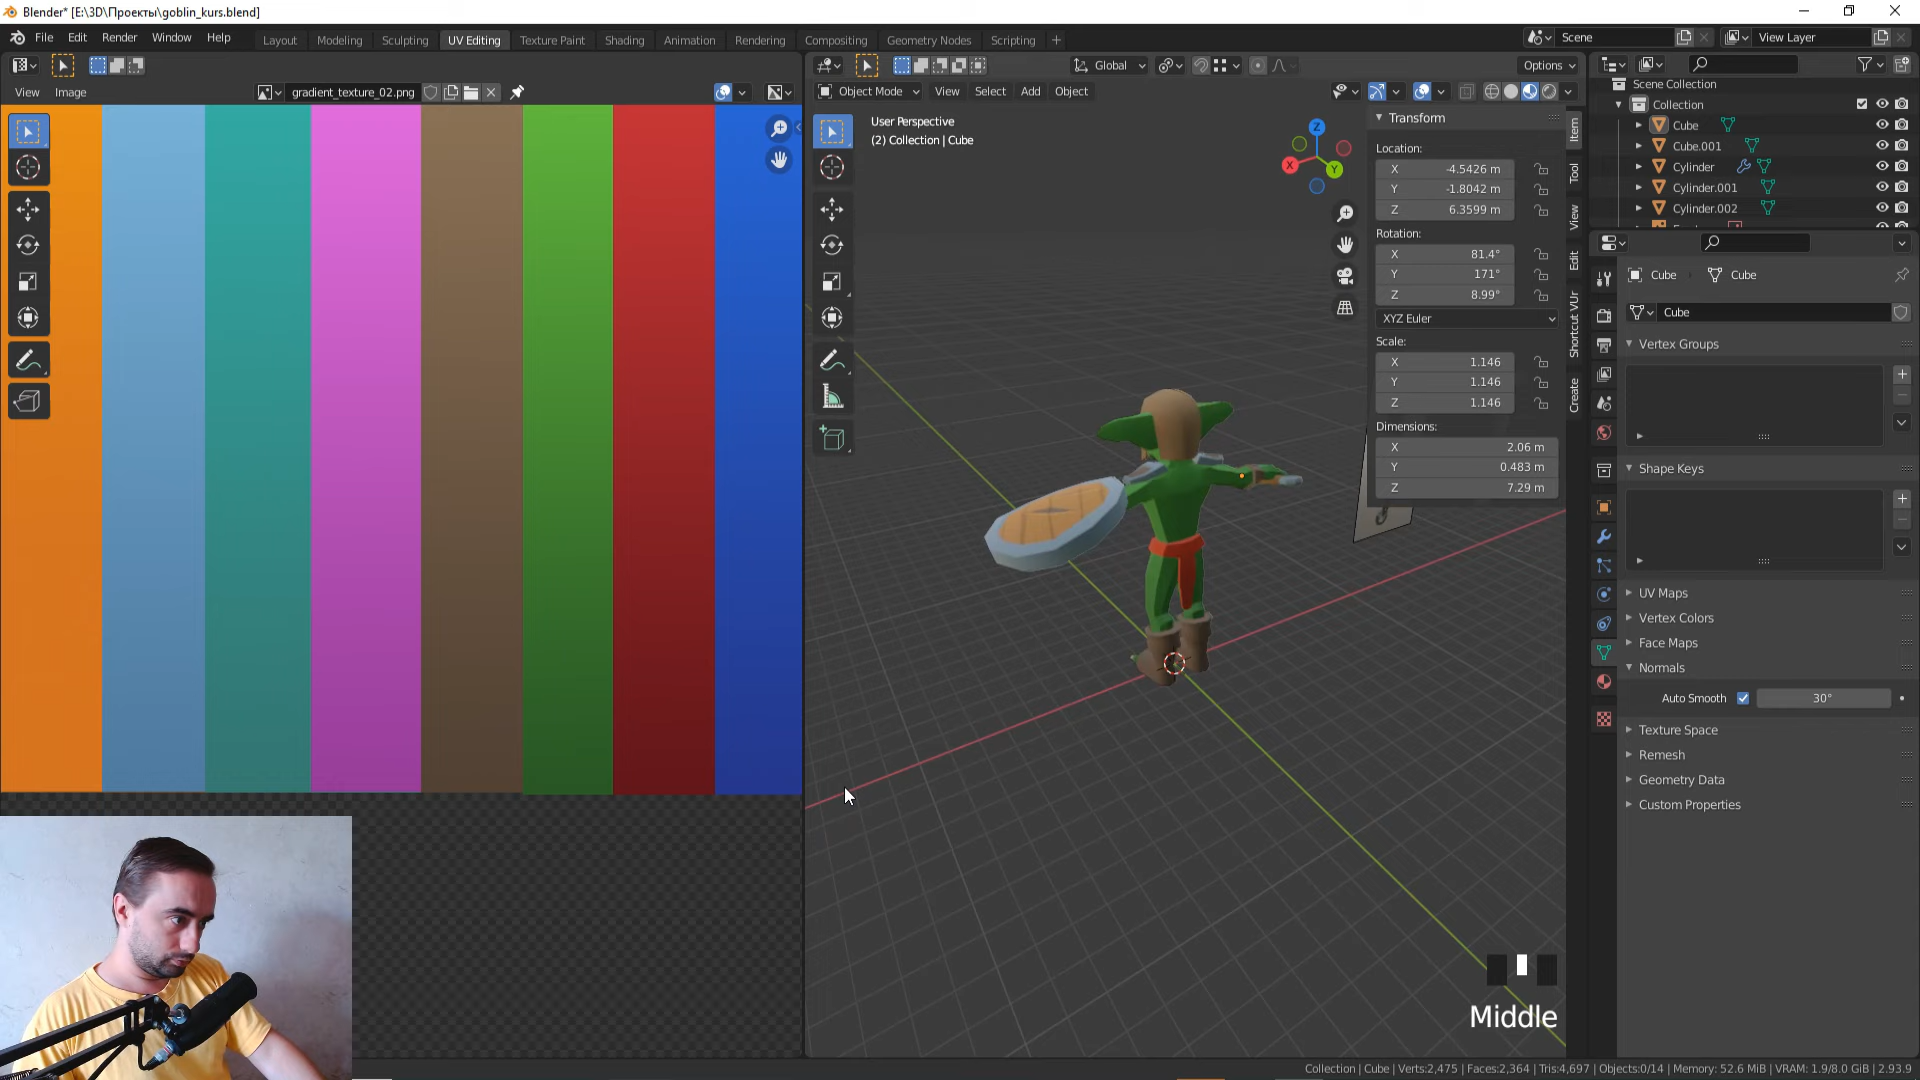 Blender* [E:\3D\Проекты\goblin_kurs.blend]
File Edit Render Window Help
Layout Modeling Sculpting UV Editing Texture Paint Shading Animation Rendering Compositing Geometry Nodes Scripting +
Scene
View Layer
Global
Options
View Image
gradient_texture_02.png
Object Mode View Select Add Object
User Perspective
(2) Collection | Cube
Z
X
Y
Transform
Location:
X -4.5426 m
Y -1.8042 m
Z 6.3599 m
Rotation:
X 81.4°
Y 171°
Z 8.99°
XYZ Euler
Scale:
X 1.146
Y 1.146
Z 1.146
Dimensions:
X 2.06 m
Y 0.483 m
Z 7.29 m
Item
Tool
View
Edit
Shortcut VUr
Create
Scene Collection
Collection
Cube
Cube.001
Cylinder
Cylinder.001
Cylinder.002
Cube Cube
Cube
Vertex Groups
Shape Keys
UV Maps
Vertex Colors
Face Maps
Normals
Auto Smooth 30°
Texture Space
Remesh
Geometry Data
Custom Properties
Middle
Collection | Cube | Verts:2,475 | Faces:2,364 | Tris:4,697 | Objects:0/14 | Memory: 52.6 MiB | VRAM: 1.9/8.0 GiB | 2.93.9